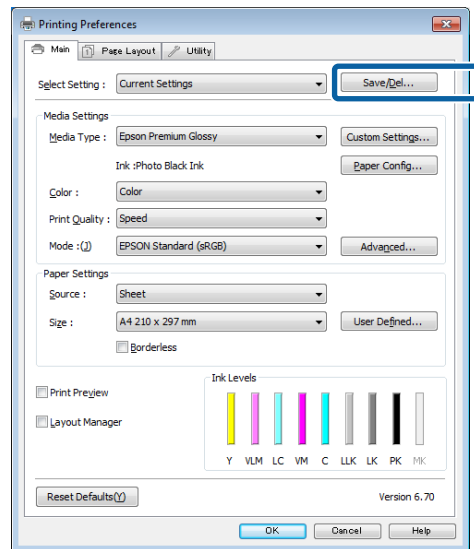 Printing Preferences
Main Page Layout Utility
Select Setting : Current Settings Save/Del...
Media Settings
Media Type : Epson Premium Glossy Custom Settings...
Ink :Photo Black Ink Paper Config...
Color : Color
Print Quality : Speed
Mode :(J) EPSON Standard (sRGB) Advanced...
Paper Settings
Source : Sheet
Size : A4 210 x 297 mm User Defined...
Borderless
Ink Levels
Print Preview
Layout Manager
Y VLM LC VM C LLK LK PK MK
Reset Defaults(Y) Version 6.70
OK Cancel Help